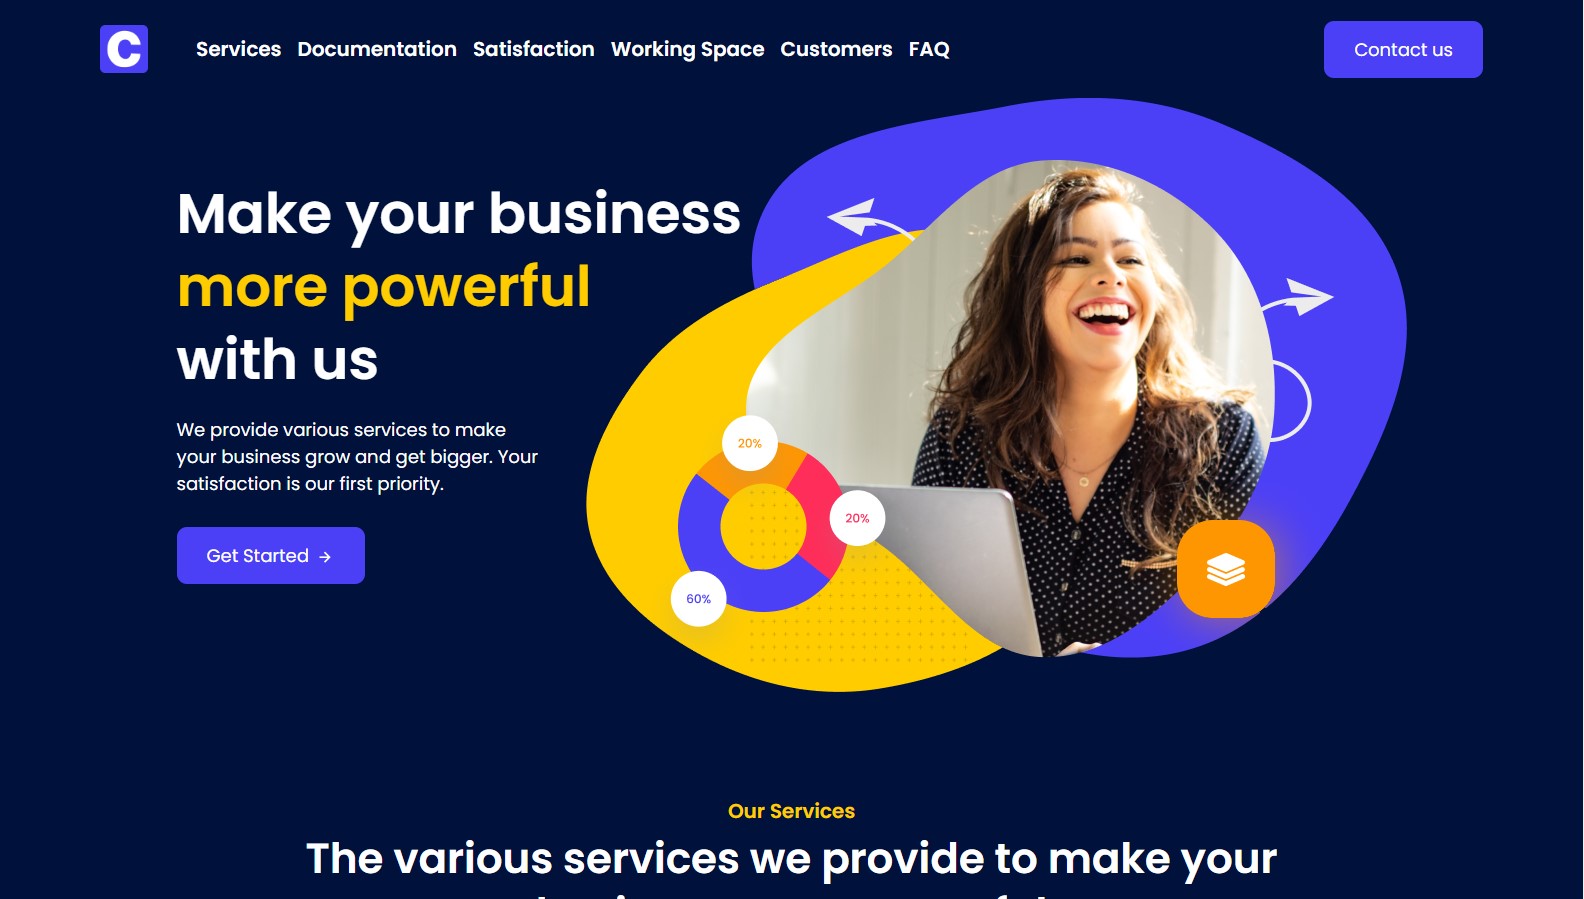 C
Services Documentation Satisfaction Working Space Customers FAQ
Contact us
Make your business
more powerful
with us
We provide various services to make
your business grow and get bigger. Your
satisfaction is our first priority.
Get Started →
20%
20%
60%
Our Services
The various services we provide to make your